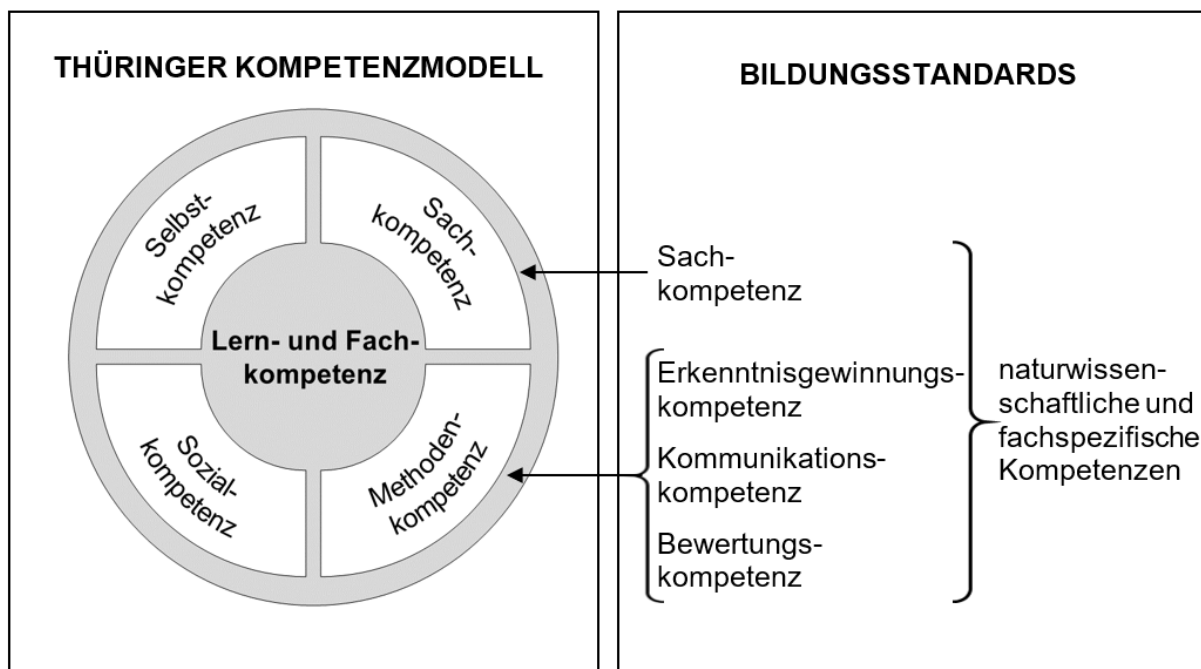 THÜRINGER KOMPETENZMODELL
Selbst-
kompetenz
Sach-
kompetenz
Lern- und Fach-
kompetenz
Sozial-
kompetenz
Methoden-
kompetenz
BILDUNGSSTANDARDS
Sach-
kompetenz
Erkenntnisgewinnungs-
kompetenz
Kommunikations-
kompetenz
Bewertungs-
kompetenz
naturwissen-
schaftliche und
fachspezifische
Kompetenzen